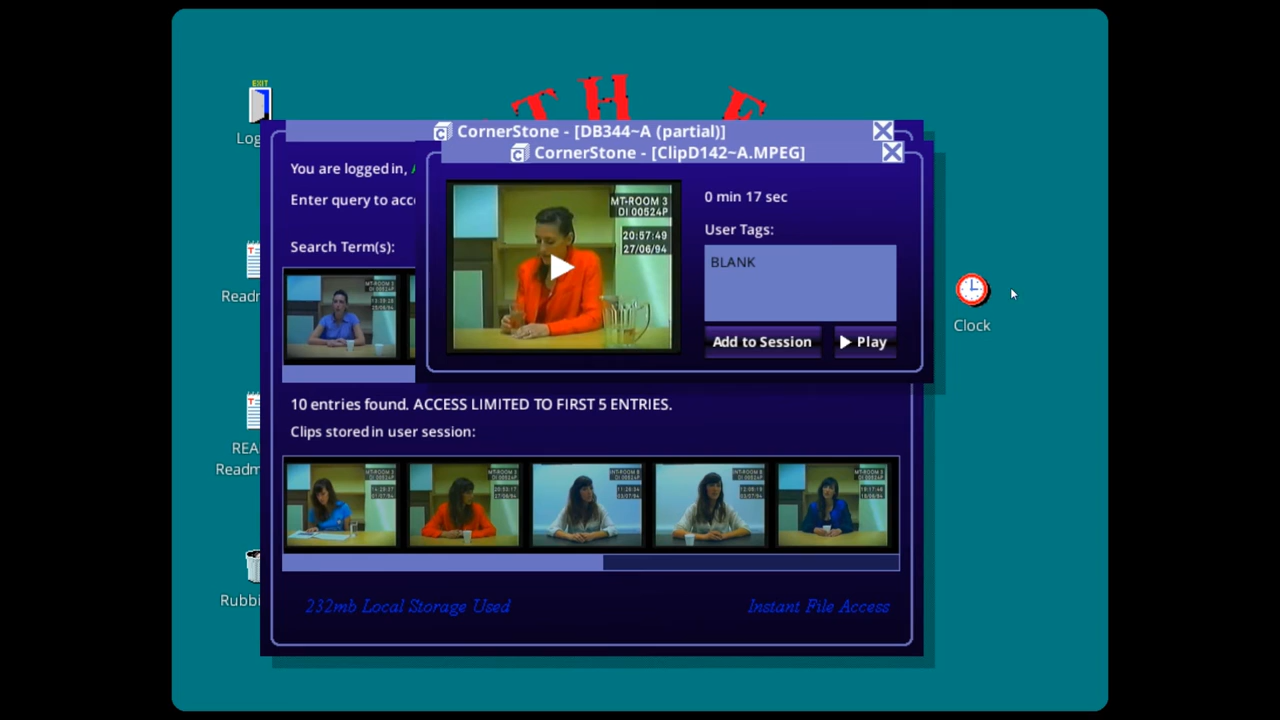 EXIT
T H E
Log
CornerStone - [DB344~A (partial)]
CornerStone - [ClipD142~A.MPEG]
You are logged in,
Enter query to acc
Search Term(s):
MT-ROOM 3
DI 00524P
20:57:49
27/06/94
0 min 17 sec
User Tags:
BLANK
Add to Session
Play
Readm
Clock
10 entries found. ACCESS LIMITED TO FIRST 5 ENTRIES.
Clips stored in user session:
REA
Readm
Rubbi
232mb Local Storage Used
Instant File Access